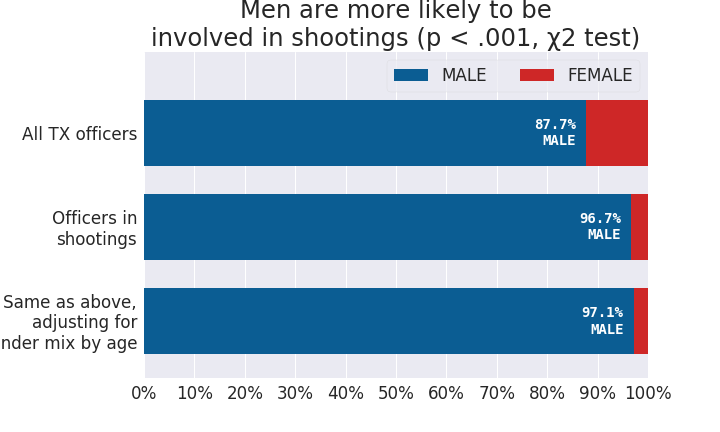 Men are more likely to be
involved in shootings (p < .001, χ2 test)
MALE FEMALE
All TX officers
87.7%
MALE
Officers in
shootings
96.7%
MALE
Same as above,
adjusting for
nder mix by age
97.1%
MALE
0% 10% 20% 30% 40% 50% 60% 70% 80% 90% 100%